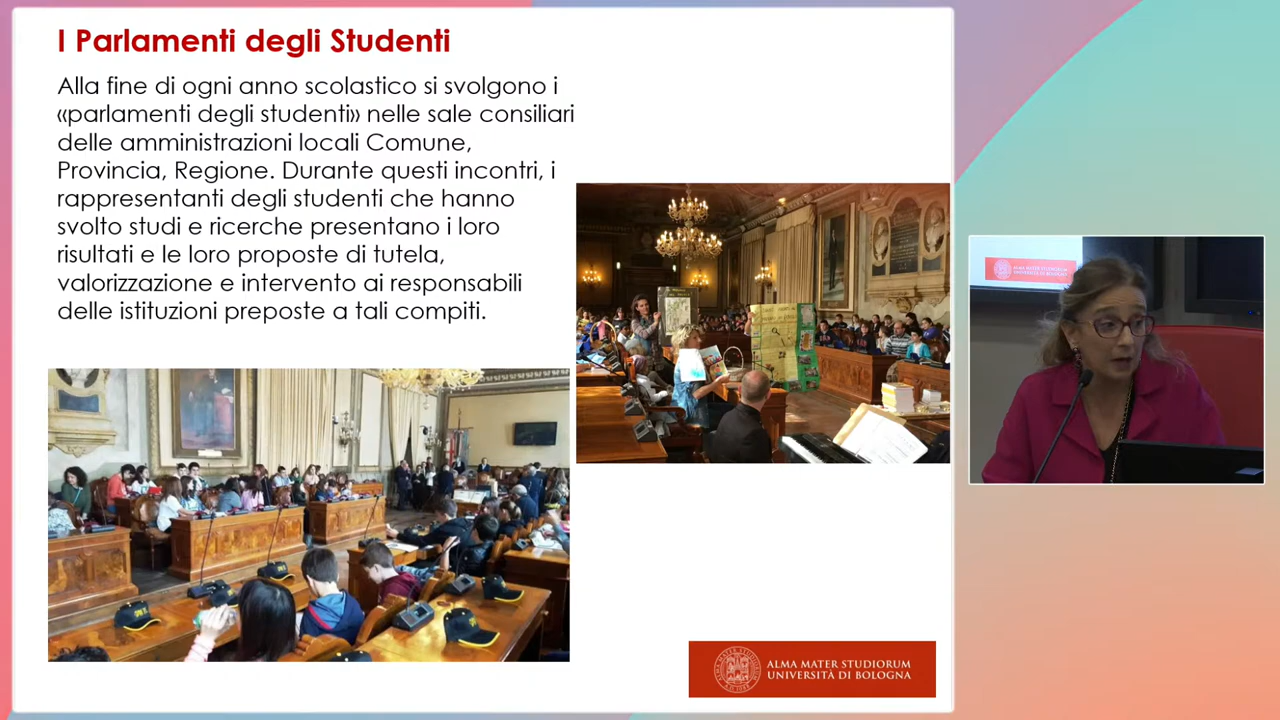 I Parlamenti degli Studenti
Alla fine di ogni anno scolastico si svolgono i
«parlamenti degli studenti» nelle sale consiliari
delle amministrazioni locali Comune,
Provincia, Regione. Durante questi incontri, i
rappresentanti degli studenti che hanno
svolto studi e ricerche presentano i loro
risultati e le loro proposte di tutela,
valorizzazione e intervento ai responsabili
delle istituzioni preposte a tali compiti.
ALMA MATER STUDIORUM
UNIVERSITÀ DI BOLOGNA
ALMA MATER STUDIORUM